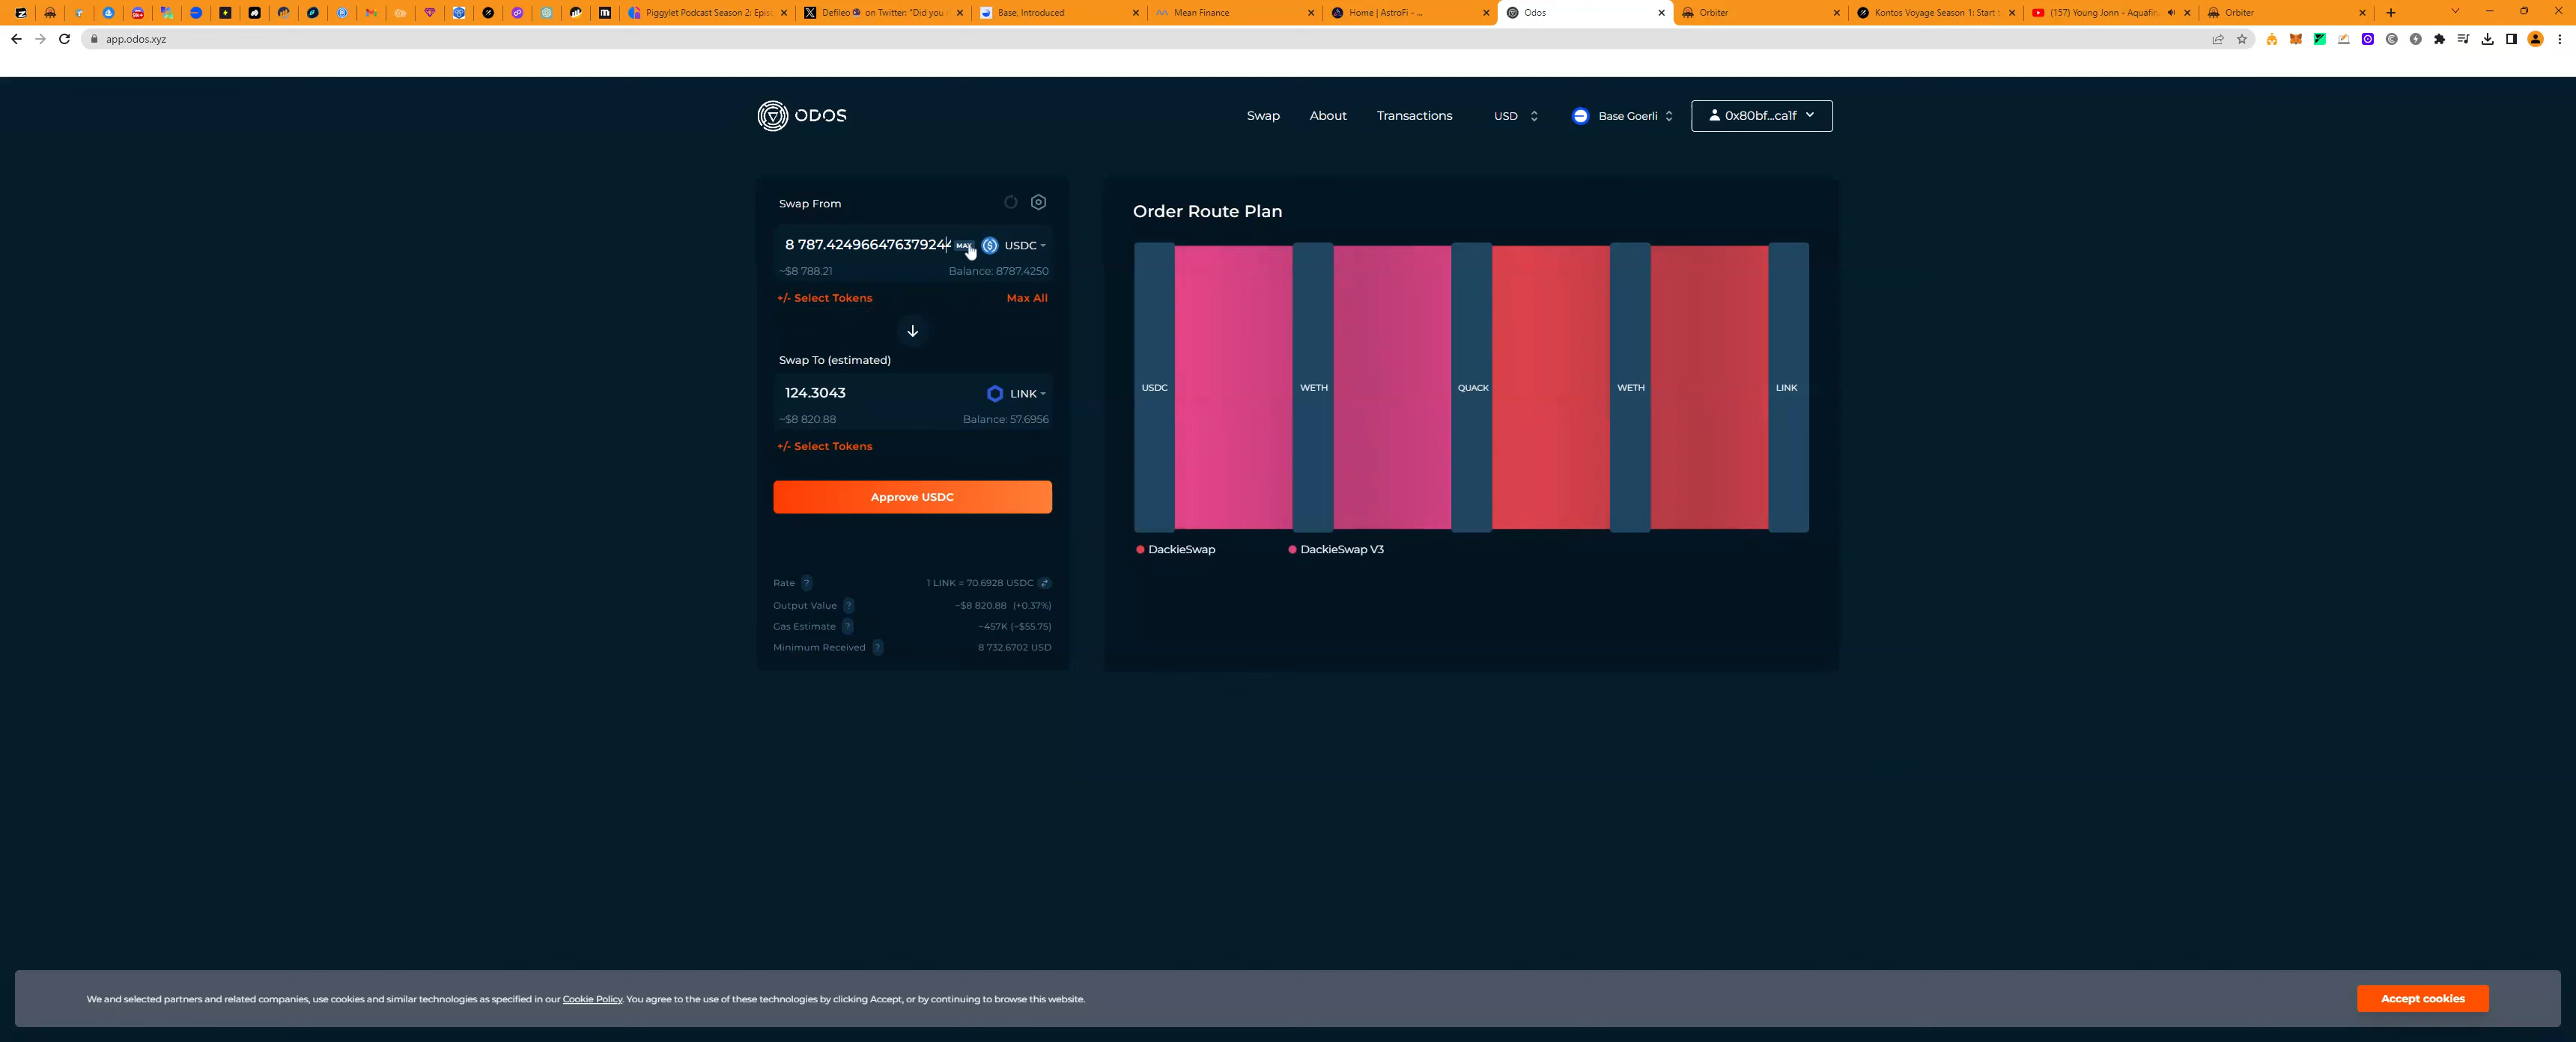 Piggylet Podcast Season 2: Epis
Defileo on Twitter: "Did you
Base, Introduced
Mean Finance
Home | AstroFi - ...
Odos
Orbiter
Kontos Voyage Season 1: Start
(157) Young Jonn - Aquafin
Orbiter
app.odos.xyz
ODOS
Swap
About
Transactions
USD
Base Goerli
0x80bf...ca1f
Swap From
8 787.424966476379244
MAX
USDC
~$8 788.21
Balance: 8787.4250
+/- Select Tokens
Max All
Swap To (estimated)
124.3043
LINK
~$8 820.88
Balance: 57.6956
+/- Select Tokens
Approve USDC
Rate ?
1 LINK = 70.6928 USDC
Output Value ?
~$8 820.88 (+0.37%)
Gas Estimate ?
~457K (~$55.75)
Minimum Received ?
8 732.6702 USD
Order Route Plan
USDC
WETH
QUACK
WETH
LINK
DackieSwap
DackieSwap V3
We and selected partners and related companies, use cookies and similar technologies as specified in our Cookie Policy. You agree to the use of these technologies by clicking Accept, or by continuing to browse this website.
Accept cookies